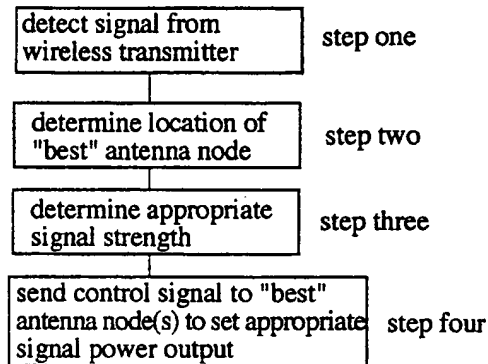 detect signal from
wireless transmitter
step one
determine location of
"best" antenna node
step two
determine appropriate
signal strength
step three
send control signal to "best"
antenna node(s) to set appropriate
signal power output
step four